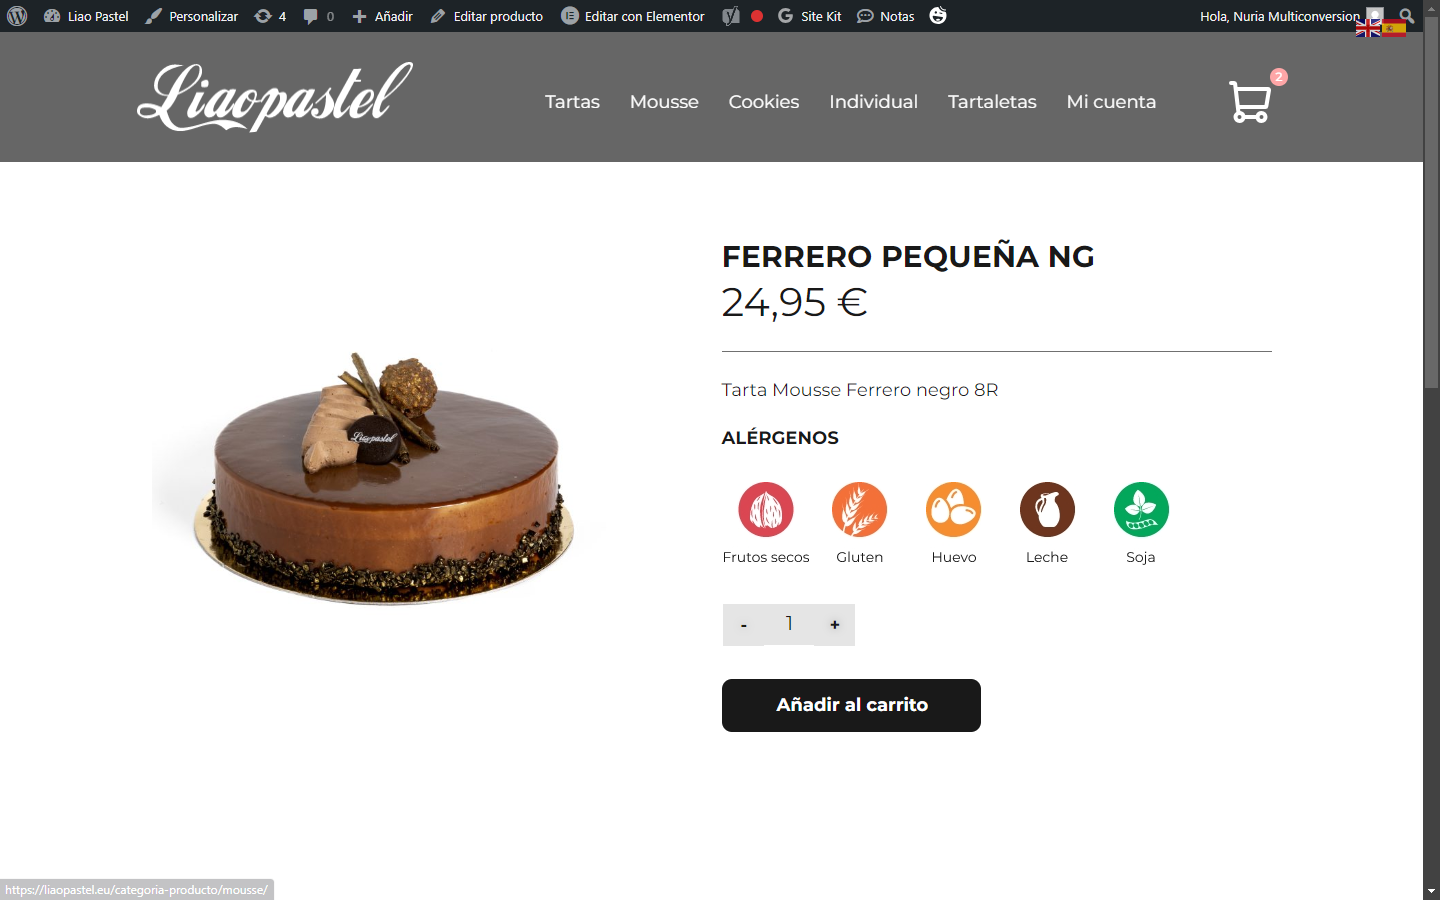 Liao Pastel Personalizar 4 0 Añadir Editar producto Editar con Elementor Site Kit Notas Hola, Nuria Multiconversion
Liaopastel Tartas Mousse Cookies Individual Tartaletas Mi cuenta 2
FERRERO PEQUEÑA NG
24,95 €
Tarta Mousse Ferrero negro 8R
ALÉRGENOS
Liaopastel
Frutos secos Gluten Huevo Leche Soja
- 1 +
Añadir al carrito
https://liaopastel.eu/categoria-producto/mousse/